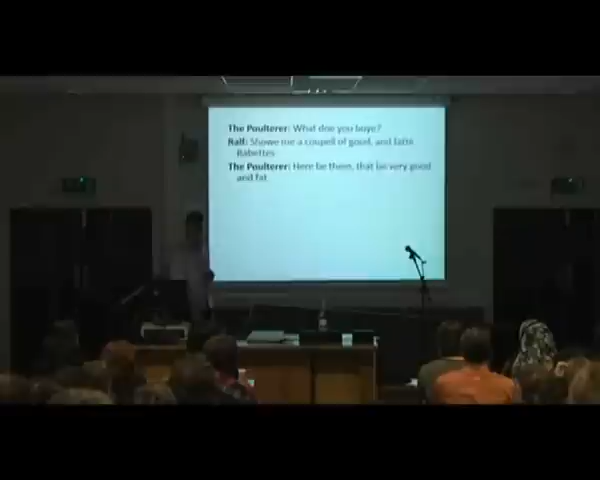 The Poulterer: What doe you buye?
Ralf: Showe me a coupell of good, and fatte
Rabettes
The Poulterer: Here be them, that be very good
and fat